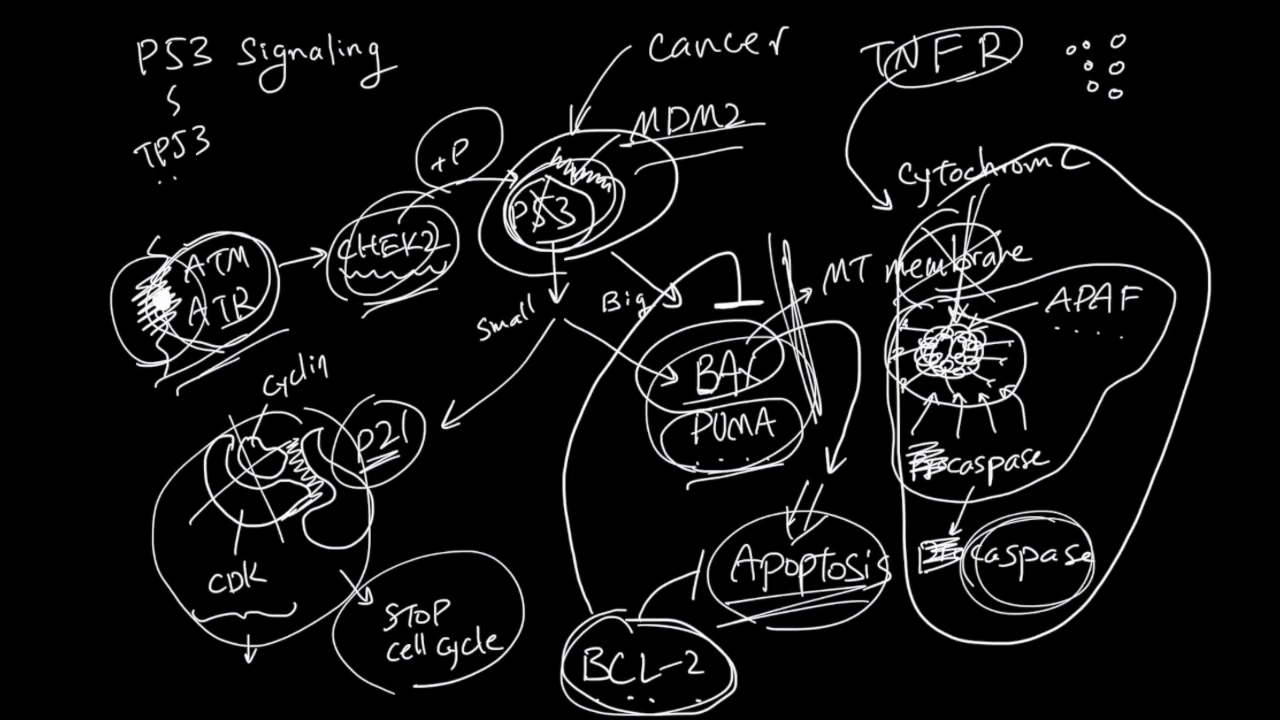 P53 Signaling
TP53
cancer
MDM2
TNFR
+P
P53
CHEK2
ATM
ATR
Cytochrom C
MT membrane
APAF
Small
Big
BAX
PUMA
Cyclin
P21
CDK
STOP
cell cycle
Apoptosis
BCL-2
caspase
caspase